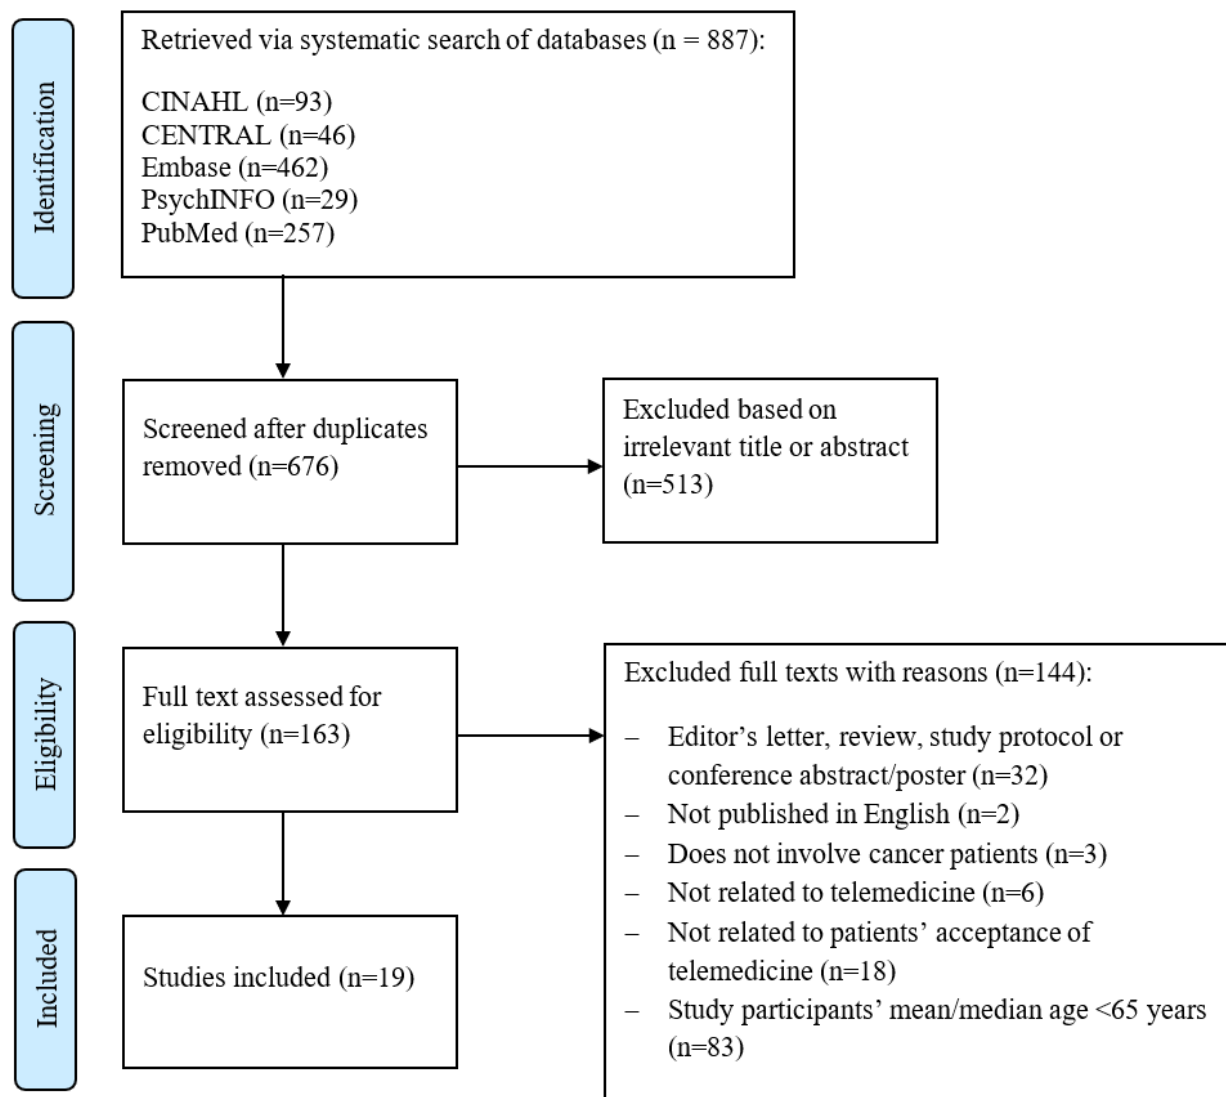 Identification
Retrieved via systematic search of databases (n = 887):
CINAHL (n=93)
CENTRAL (n=46)
Embase (n=462)
PsychINFO (n=29)
PubMed (n=257)
Screening
Screened after duplicates
removed (n=676)
Excluded based on
irrelevant title or abstract
(n=513)
Eligibility
Full text assessed for
eligibility (n=163)
Excluded full texts with reasons (n=144):
– Editor’s letter, review, study protocol or
conference abstract/poster (n=32)
– Not published in English (n=2)
– Does not involve cancer patients (n=3)
– Not related to telemedicine (n=6)
– Not related to patients’ acceptance of
telemedicine (n=18)
– Study participants’ mean/median age <65 years
(n=83)
Included
Studies included (n=19)